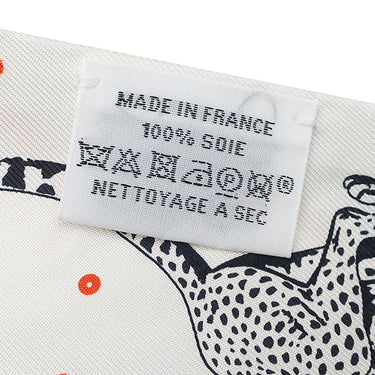 MADE IN FRANCE
100% SOIE
P W ®
NETTOYAGE A SEC